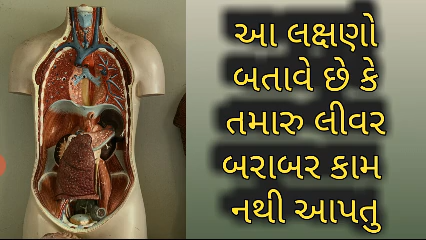 આ લક્ષણો
બતાવે છે કે
તમારુ લીવર
બરાબર કામ
નથી આપતુ